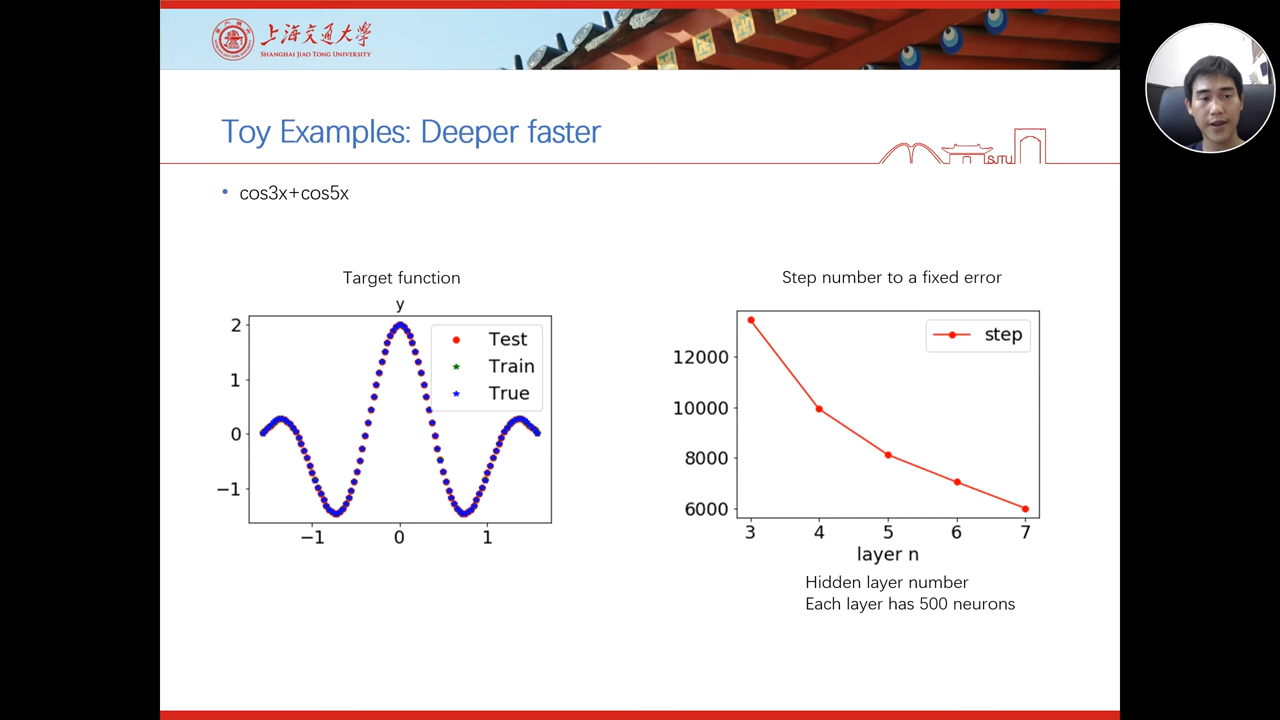 上海交通大学
SHANGHAI JIAO TONG UNIVERSITY
Toy Examples: Deeper faster
• cos3x+cos5x
Target function
y
2
1
0
−1
−1 0 1
Test
Train
True
Step number to a fixed error
12000
10000
8000
6000
3 4 5 6 7
step
layer n
Hidden layer number
Each layer has 500 neurons